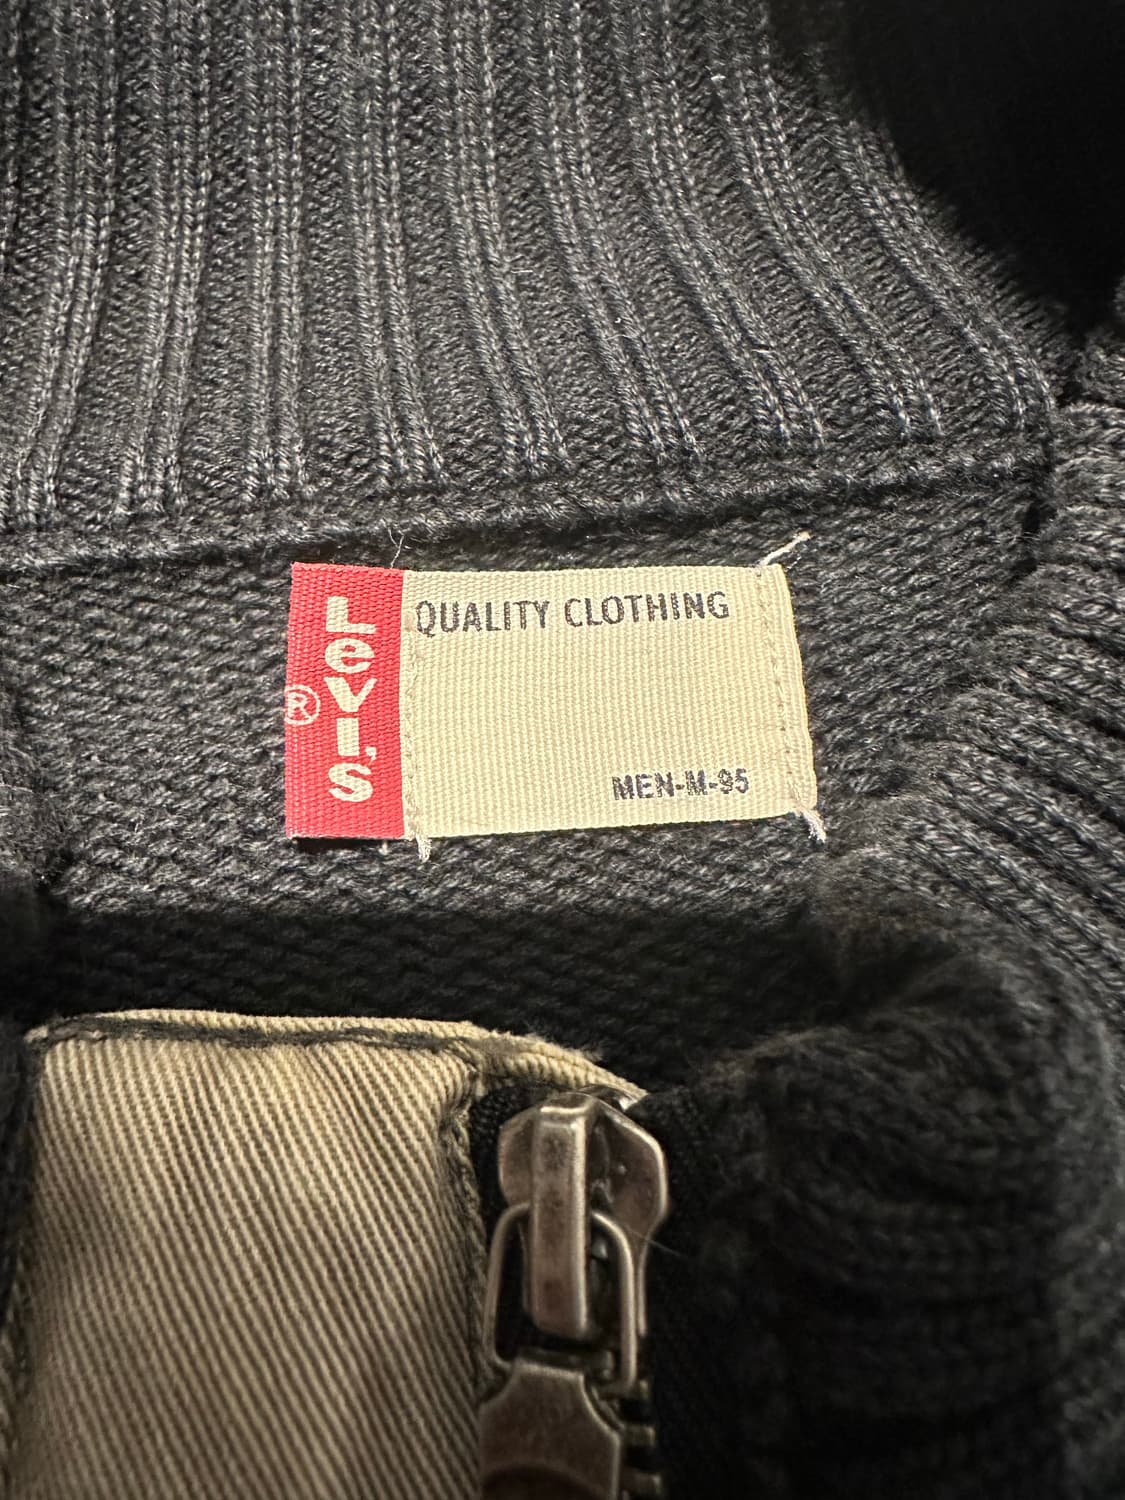 Levi's
®
QUALITY CLOTHING
MEN-M-95